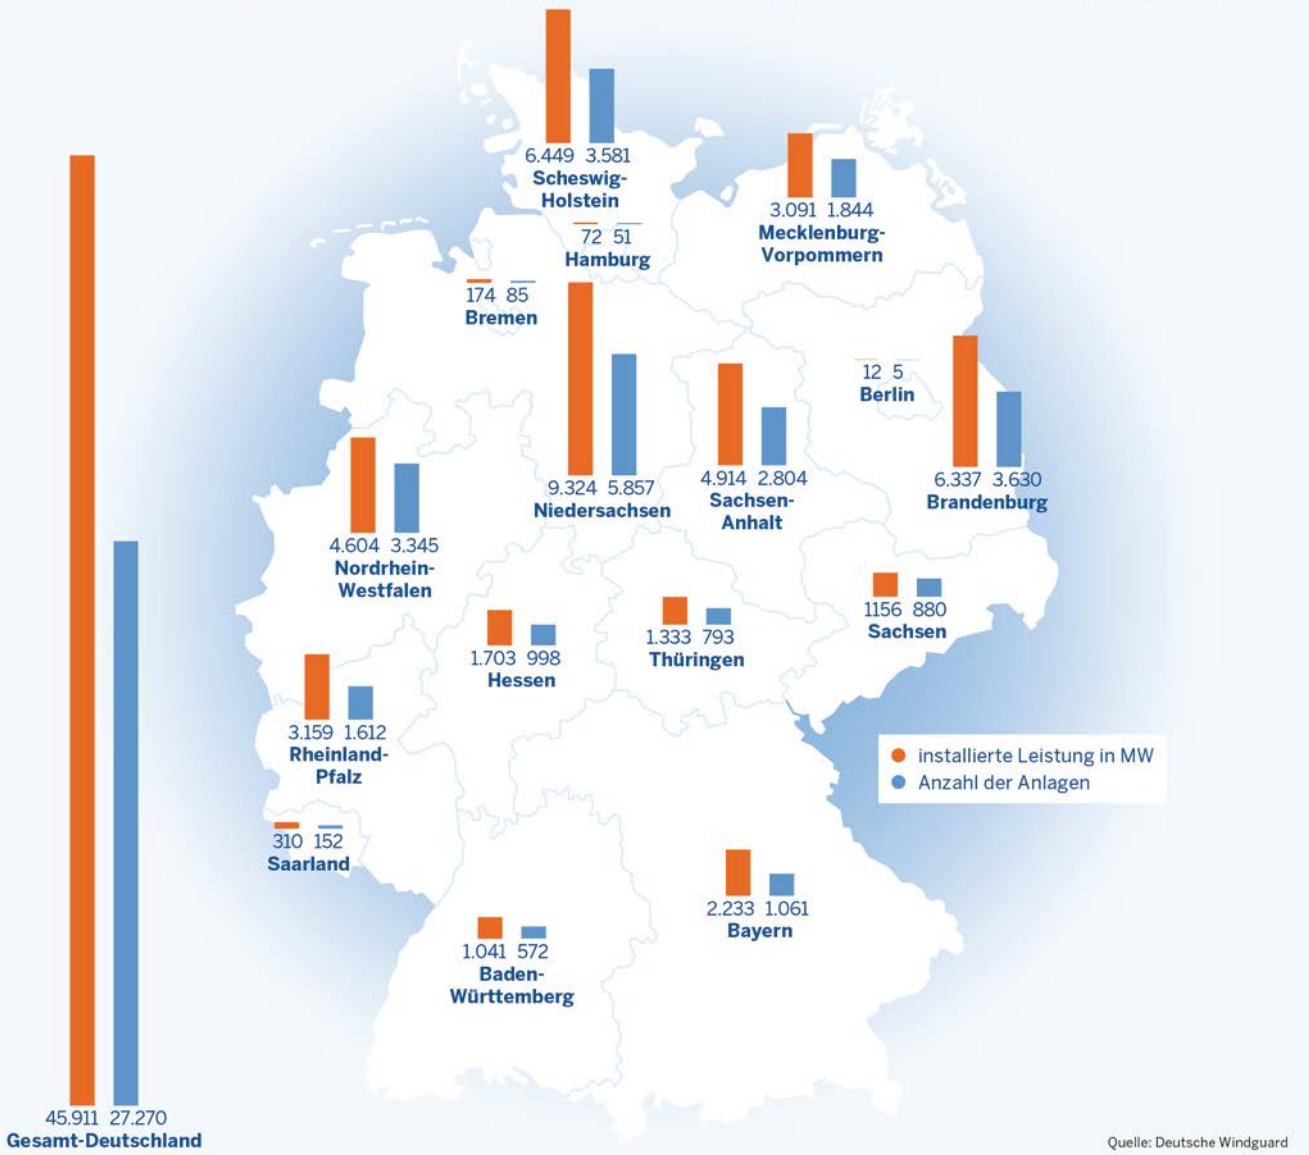 6.449 3.581
Scheswig-
Holstein
3.091 1.844
Mecklenburg-
Vorpommern
72 51
Hamburg
174 85
Bremen
12 5
Berlin
9.324 5.857
Niedersachsen
4.914 2.804
Sachsen-
Anhalt
6.337 3.630
Brandenburg
4.604 3.345
Nordrhein-
Westfalen
1156 880
Sachsen
1.703 998
Hessen
1.333 793
Thüringen
3.159 1.612
Rheinland-
Pfalz
installierte Leistung in MW
Anzahl der Anlagen
310 152
Saarland
2.233 1.061
Bayern
1.041 572
Baden-
Württemberg
45.911 27.270
Gesamt-Deutschland
Quelle: Deutsche Windguard